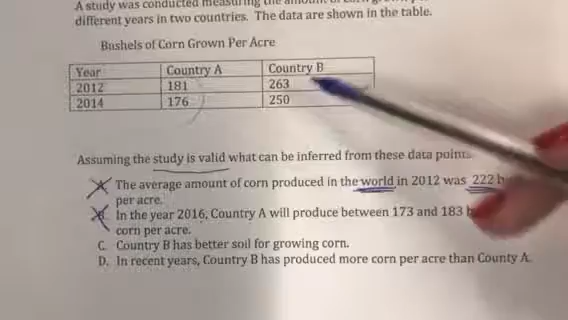 A study was conducted measuring the amount of corn grown
different years in two countries. The data are shown in the table.
Bushels of Corn Grown Per Acre
Year Country A Country B
2012 181 263
2014 176 250
Assuming the study is valid what can be inferred from these data points
A. The average amount of corn produced in the world in 2012 was 222
per acre.
B. In the year 2016, Country A will produce between 173 and 183
corn per acre.
C. Country B has better soil for growing corn.
D. In recent years, Country B has produced more corn per acre than County A.